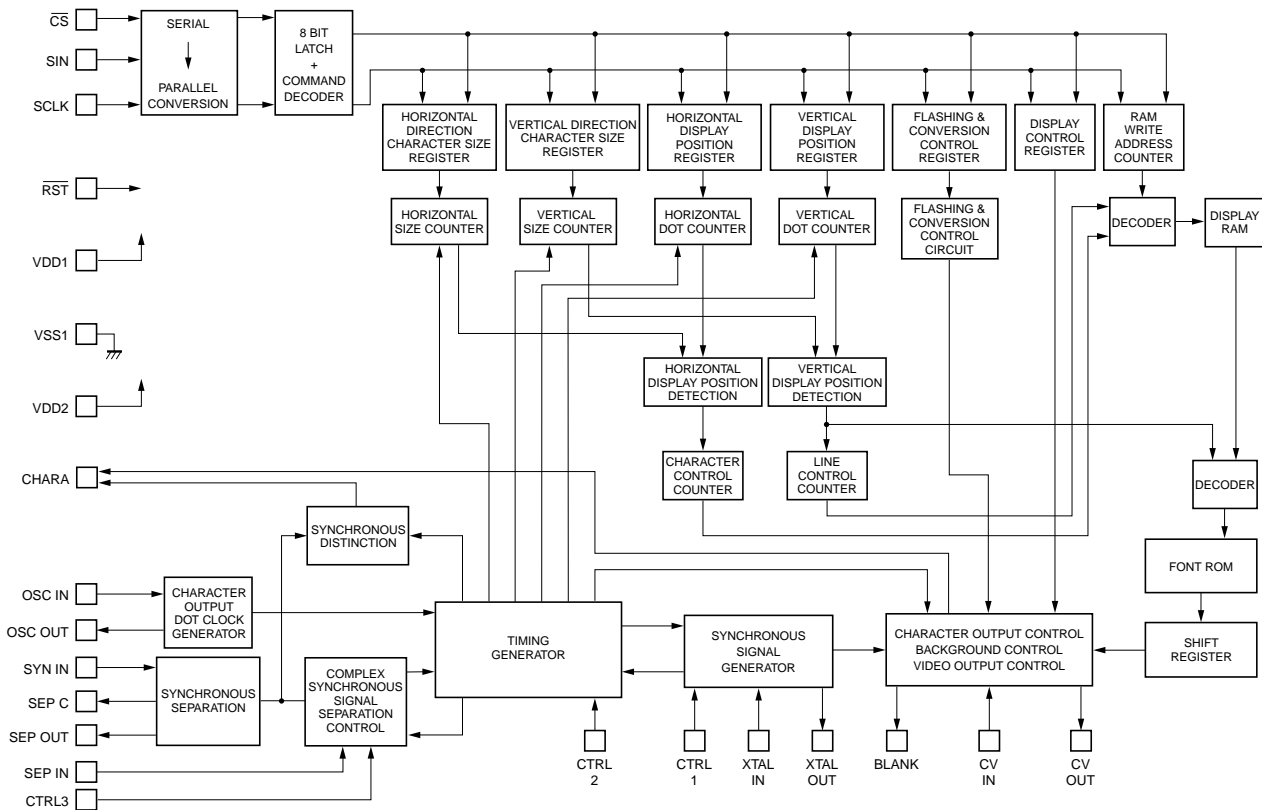 CS
SIN
SCLK
SERIAL
PARALLEL
CONVERSION
8 BIT
LATCH
+
COMMAND
DECODER
HORIZONTAL
DIRECTION
CHARACTER SIZE
REGISTER
VERTICAL DIRECTION
CHARACTER SIZE
REGISTER
HORIZONTAL
DISPLAY
POSITION
REGISTER
VERTICAL
DISPLAY
POSITION
REGISTER
FLASHING &
CONVERSION
CONTROL
REGISTER
DISPLAY
CONTROL
REGISTER
RAM
WRITE
ADDRESS
COUNTER
RST
HORIZONTAL
SIZE COUNTER
VERTICAL
SIZE COUNTER
HORIZONTAL
DOT COUNTER
VERTICAL
DOT COUNTER
FLASHING &
CONVERSION
CONTROL
CIRCUIT
DECODER
DISPLAY
RAM
VDD1
VSS1
VDD2
HORIZONTAL
DISPLAY POSITION
DETECTION
VERTICAL
DISPLAY POSITION
DETECTION
CHARA
CHARACTER
CONTROL
COUNTER
LINE
CONTROL
COUNTER
DECODER
SYNCHRONOUS
DISTINCTION
FONT ROM
OSC IN
OSC OUT
CHARACTER
OUTPUT
DOT CLOCK
GENERATOR
TIMING
GENERATOR
SYNCHRONOUS
SIGNAL
GENERATOR
CHARACTER OUTPUT CONTROL
BACKGROUND CONTROL
VIDEO OUTPUT CONTROL
SHIFT
REGISTER
SYN IN
SEP C
SEP OUT
SYNCHRONOUS
SEPARATION
COMPLEX
SYNCHRONOUS
SIGNAL
SEPARATION
CONTROL
SEP IN
CTRL3
CTRL
2
CTRL
1
XTAL
IN
XTAL
OUT
BLANK
CV
IN
CV
OUT